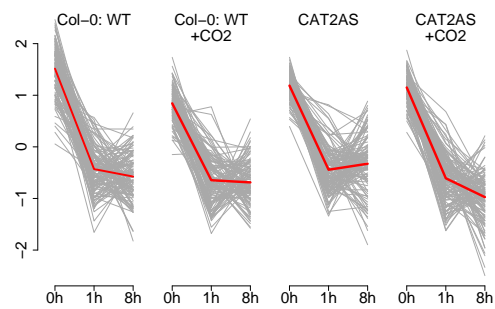 Col−0: WT
Col−0: WT
+CO2
CAT2AS
CAT2AS
+CO2
2
1
0
−1
−2
0h 1h 8h 0h 1h 8h 0h 1h 8h 0h 1h 8h